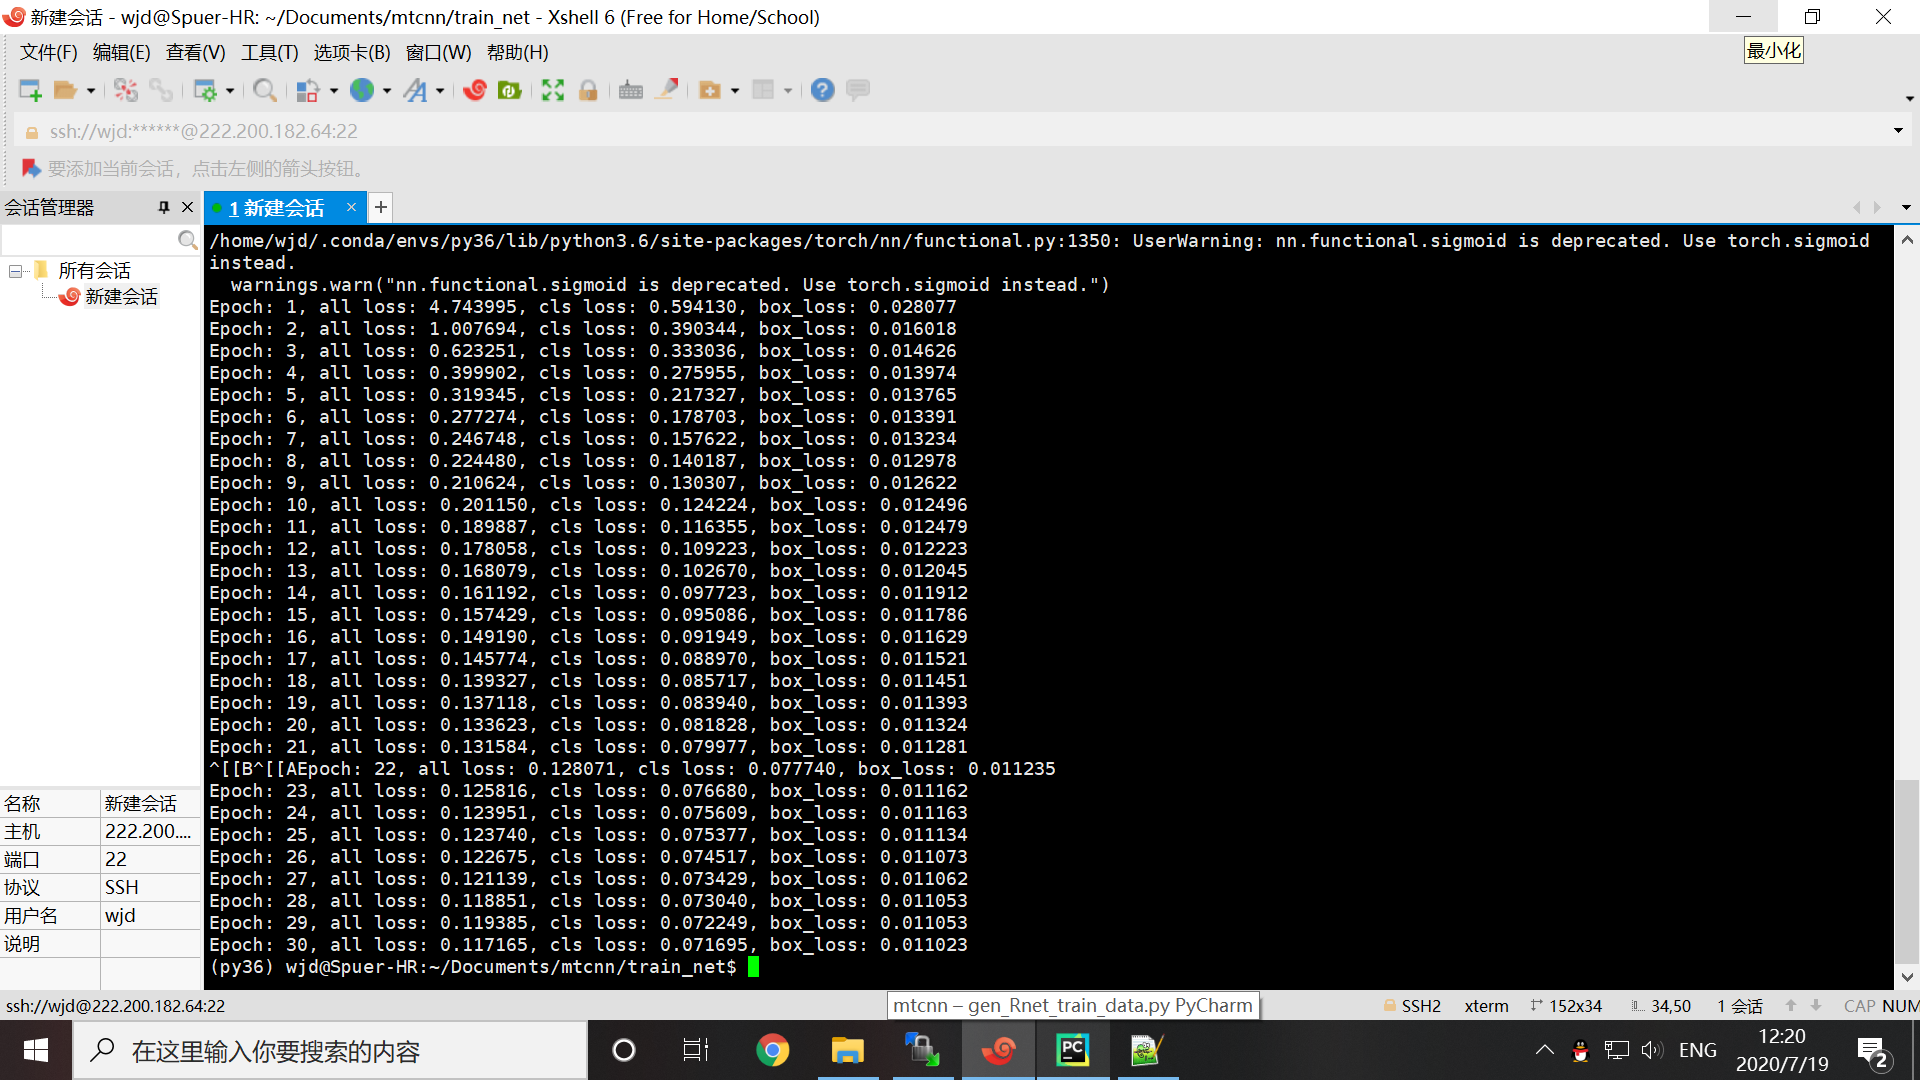 新建会话 - wjd@Spuer-HR: ~/Documents/mtcnn/train_net - Xshell 6 (Free for Home/School)
文件(F) 编辑(E) 查看(V) 工具(T) 选项卡(B) 窗口(W) 帮助(H)
最小化
ssh://wjd:******@222.200.182.64:22
要添加当前会话，点击左侧的箭头按钮。
会话管理器
1 新建会话
所有会话
新建会话
/home/wjd/.conda/envs/py36/lib/python3.6/site-packages/torch/nn/functional.py:1350: UserWarning: nn.functional.sigmoid is deprecated. Use torch.sigmoid
instead.
warnings.warn("nn.functional.sigmoid is deprecated. Use torch.sigmoid instead.")
Epoch: 1, all loss: 4.743995, cls loss: 0.594130, box_loss: 0.028077
Epoch: 2, all loss: 1.007694, cls loss: 0.390344, box_loss: 0.016018
Epoch: 3, all loss: 0.623251, cls loss: 0.333036, box_loss: 0.014626
Epoch: 4, all loss: 0.399902, cls loss: 0.275955, box_loss: 0.013974
Epoch: 5, all loss: 0.319345, cls loss: 0.217327, box_loss: 0.013765
Epoch: 6, all loss: 0.277274, cls loss: 0.178703, box_loss: 0.013391
Epoch: 7, all loss: 0.246748, cls loss: 0.157622, box_loss: 0.013234
Epoch: 8, all loss: 0.224480, cls loss: 0.140187, box_loss: 0.012978
Epoch: 9, all loss: 0.210624, cls loss: 0.130307, box_loss: 0.012622
Epoch: 10, all loss: 0.201150, cls loss: 0.124224, box_loss: 0.012496
Epoch: 11, all loss: 0.189887, cls loss: 0.116355, box_loss: 0.012479
Epoch: 12, all loss: 0.178058, cls loss: 0.109223, box_loss: 0.012223
Epoch: 13, all loss: 0.168079, cls loss: 0.102670, box_loss: 0.012045
Epoch: 14, all loss: 0.161192, cls loss: 0.097723, box_loss: 0.011912
Epoch: 15, all loss: 0.157429, cls loss: 0.095086, box_loss: 0.011786
Epoch: 16, all loss: 0.149190, cls loss: 0.091949, box_loss: 0.011629
Epoch: 17, all loss: 0.145774, cls loss: 0.088970, box_loss: 0.011521
Epoch: 18, all loss: 0.139327, cls loss: 0.085717, box_loss: 0.011451
Epoch: 19, all loss: 0.137118, cls loss: 0.083940, box_loss: 0.011393
Epoch: 20, all loss: 0.133623, cls loss: 0.081828, box_loss: 0.011324
Epoch: 21, all loss: 0.131584, cls loss: 0.079977, box_loss: 0.011281
^[[B^[[AEpoch: 22, all loss: 0.128071, cls loss: 0.077740, box_loss: 0.011235
Epoch: 23, all loss: 0.125816, cls loss: 0.076680, box_loss: 0.011162
Epoch: 24, all loss: 0.123951, cls loss: 0.075609, box_loss: 0.011163
Epoch: 25, all loss: 0.123740, cls loss: 0.075377, box_loss: 0.011134
Epoch: 26, all loss: 0.122675, cls loss: 0.074517, box_loss: 0.011073
Epoch: 27, all loss: 0.121139, cls loss: 0.073429, box_loss: 0.011062
Epoch: 28, all loss: 0.118851, cls loss: 0.073040, box_loss: 0.011053
Epoch: 29, all loss: 0.119385, cls loss: 0.072249, box_loss: 0.011053
Epoch: 30, all loss: 0.117165, cls loss: 0.071695, box_loss: 0.011023
(py36) wjd@Spuer-HR:~/Documents/mtcnn/train_net$
名称 新建会话
主机 222.200....
端口 22
协议 SSH
用户名 wjd
说明
ssh://wjd@222.200.182.64:22
mtcnn – gen_Rnet_train_data.py PyCharm
SSH2 xterm 152x34 34,50 1 会话 CAP NUM
在这里输入你要搜索的内容
PC
ENG
12:20
2020/7/19
2